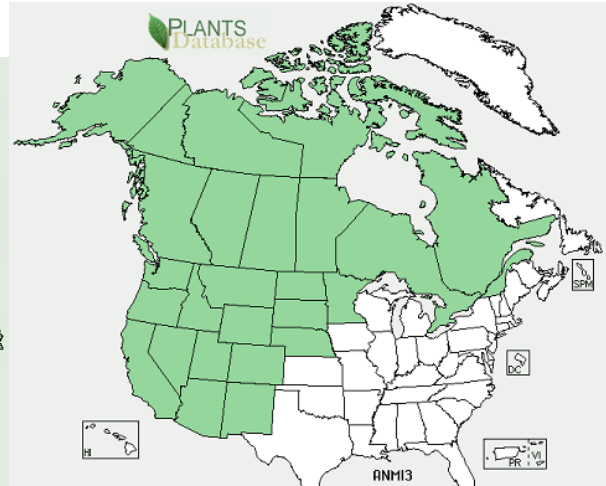 PLANTS
Database
SPM
DC
HI
PR
VI
ANMI3